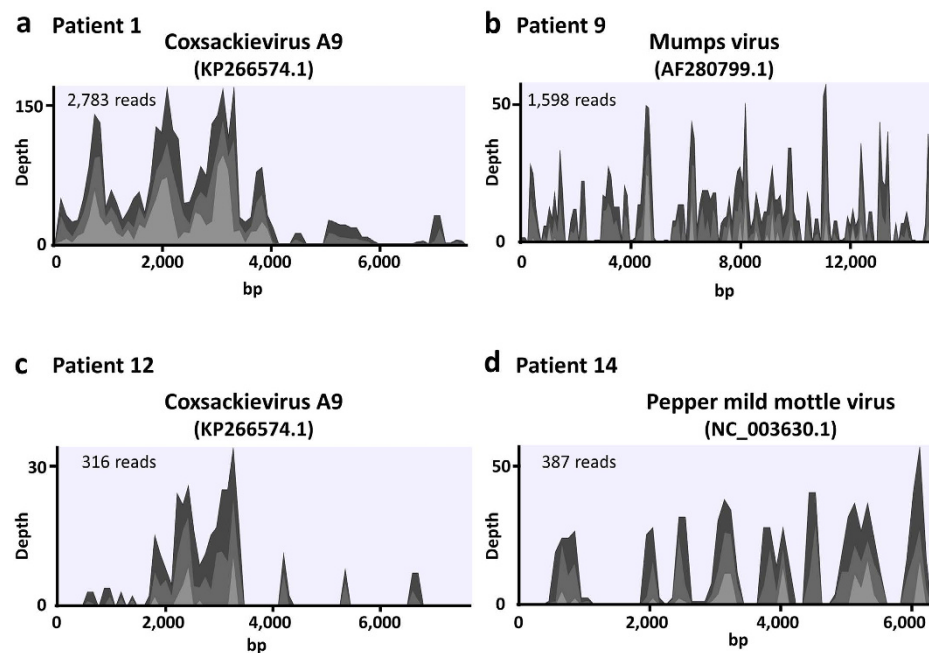 a Patient 1
Coxsackievirus A9
(KP266574.1)
2,783 reads
150
Depth
0
0 2,000 4,000 6,000
bp
b Patient 9
Mumps virus
(AF280799.1)
1,598 reads
50
Depth
0
0 4,000 8,000 12,000
bp
c Patient 12
Coxsackievirus A9
(KP266574.1)
316 reads
30
Depth
0
0 2,000 4,000 6,000
bp
d Patient 14
Pepper mild mottle virus
(NC_003630.1)
387 reads
50
Depth
0
0 2,000 4,000 6,000
bp